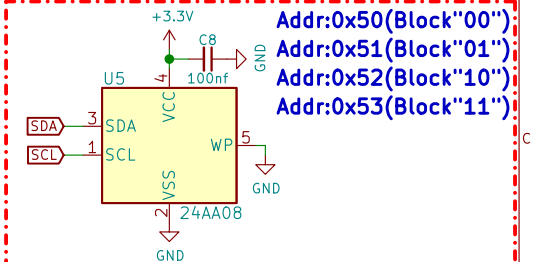 +3.3V
Addr:0x50(Block"00")
C8
GND
Addr:0x51(Block"01")
100nf
Addr:0x52(Block"10")
U5
4
VCC
Addr:0x53(Block"11")
SDA 3 SDA
C
SCL 1 SCL
WP 5
GND
VSS
2
24AA08
GND